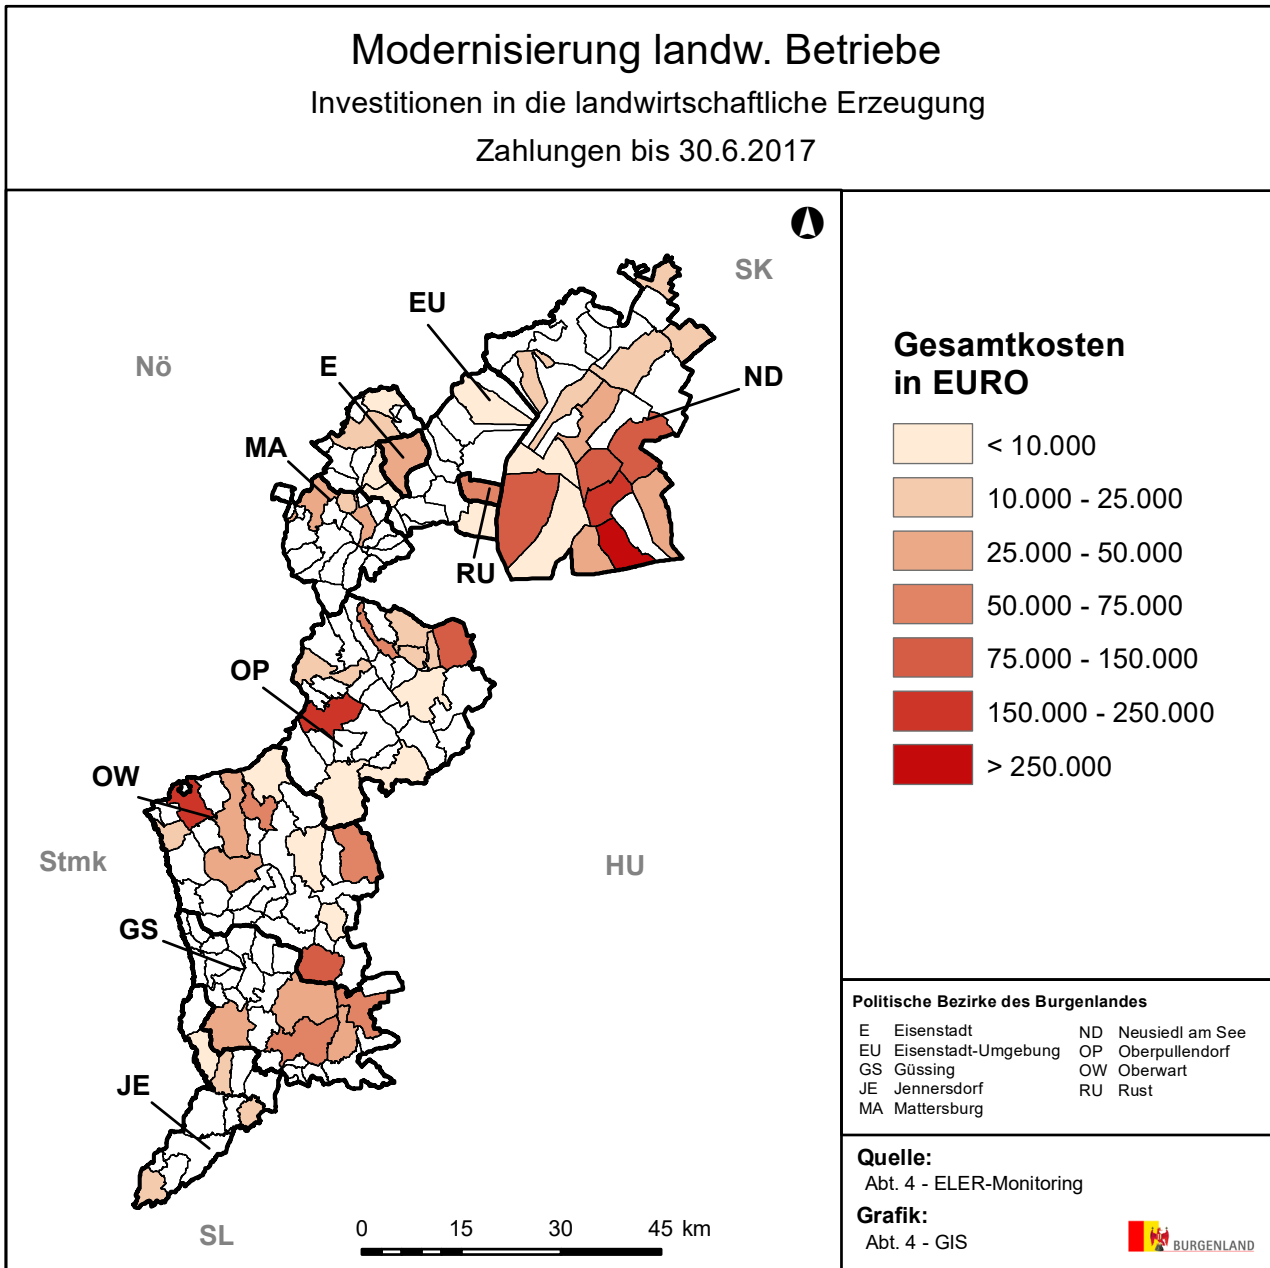 Modernisierung landw. Betriebe
Investitionen in die landwirtschaftliche Erzeugung
Zahlungen bis 30.6.2017
SK
EU
Nö
E
ND
MA
RU
OP
OW
Stmk
HU
GS
JE
SL
0 15 30 45 km
Gesamtkosten
in EURO
< 10.000
10.000 - 25.000
25.000 - 50.000
50.000 - 75.000
75.000 - 150.000
150.000 - 250.000
> 250.000
Politische Bezirke des Burgenlandes
E Eisenstadt
EU Eisenstadt-Umgebung
GS Güssing
JE Jennersdorf
MA Mattersburg
ND Neusiedl am See
OP Oberpullendorf
OW Oberwart
RU Rust
Quelle:
Abt. 4 - ELER-Monitoring
Grafik:
Abt. 4 - GIS
BURGENLAND